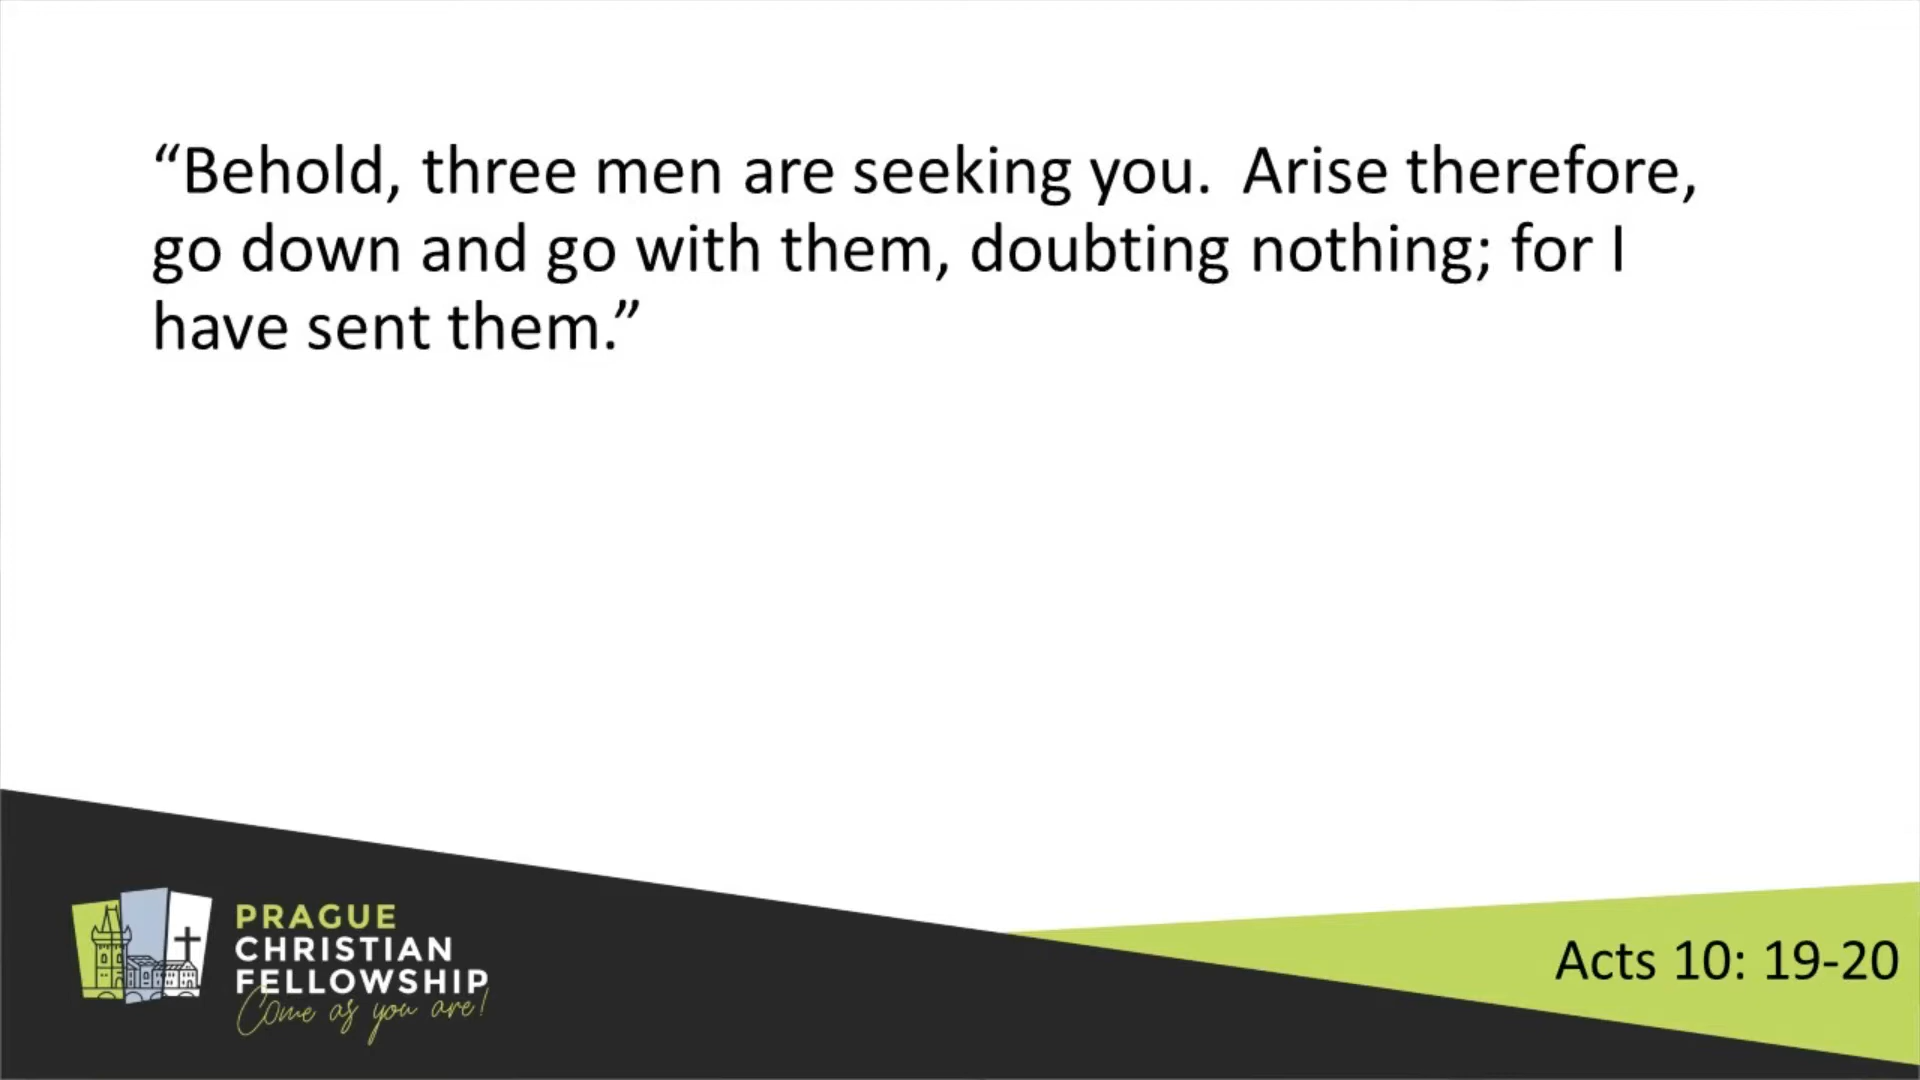 “Behold, three men are seeking you.  Arise therefore,
go down and go with them, doubting nothing; for I
have sent them.”
PRAGUE
CHRISTIAN
FELLOWSHIP
Come as you are!
Acts 10: 19-20